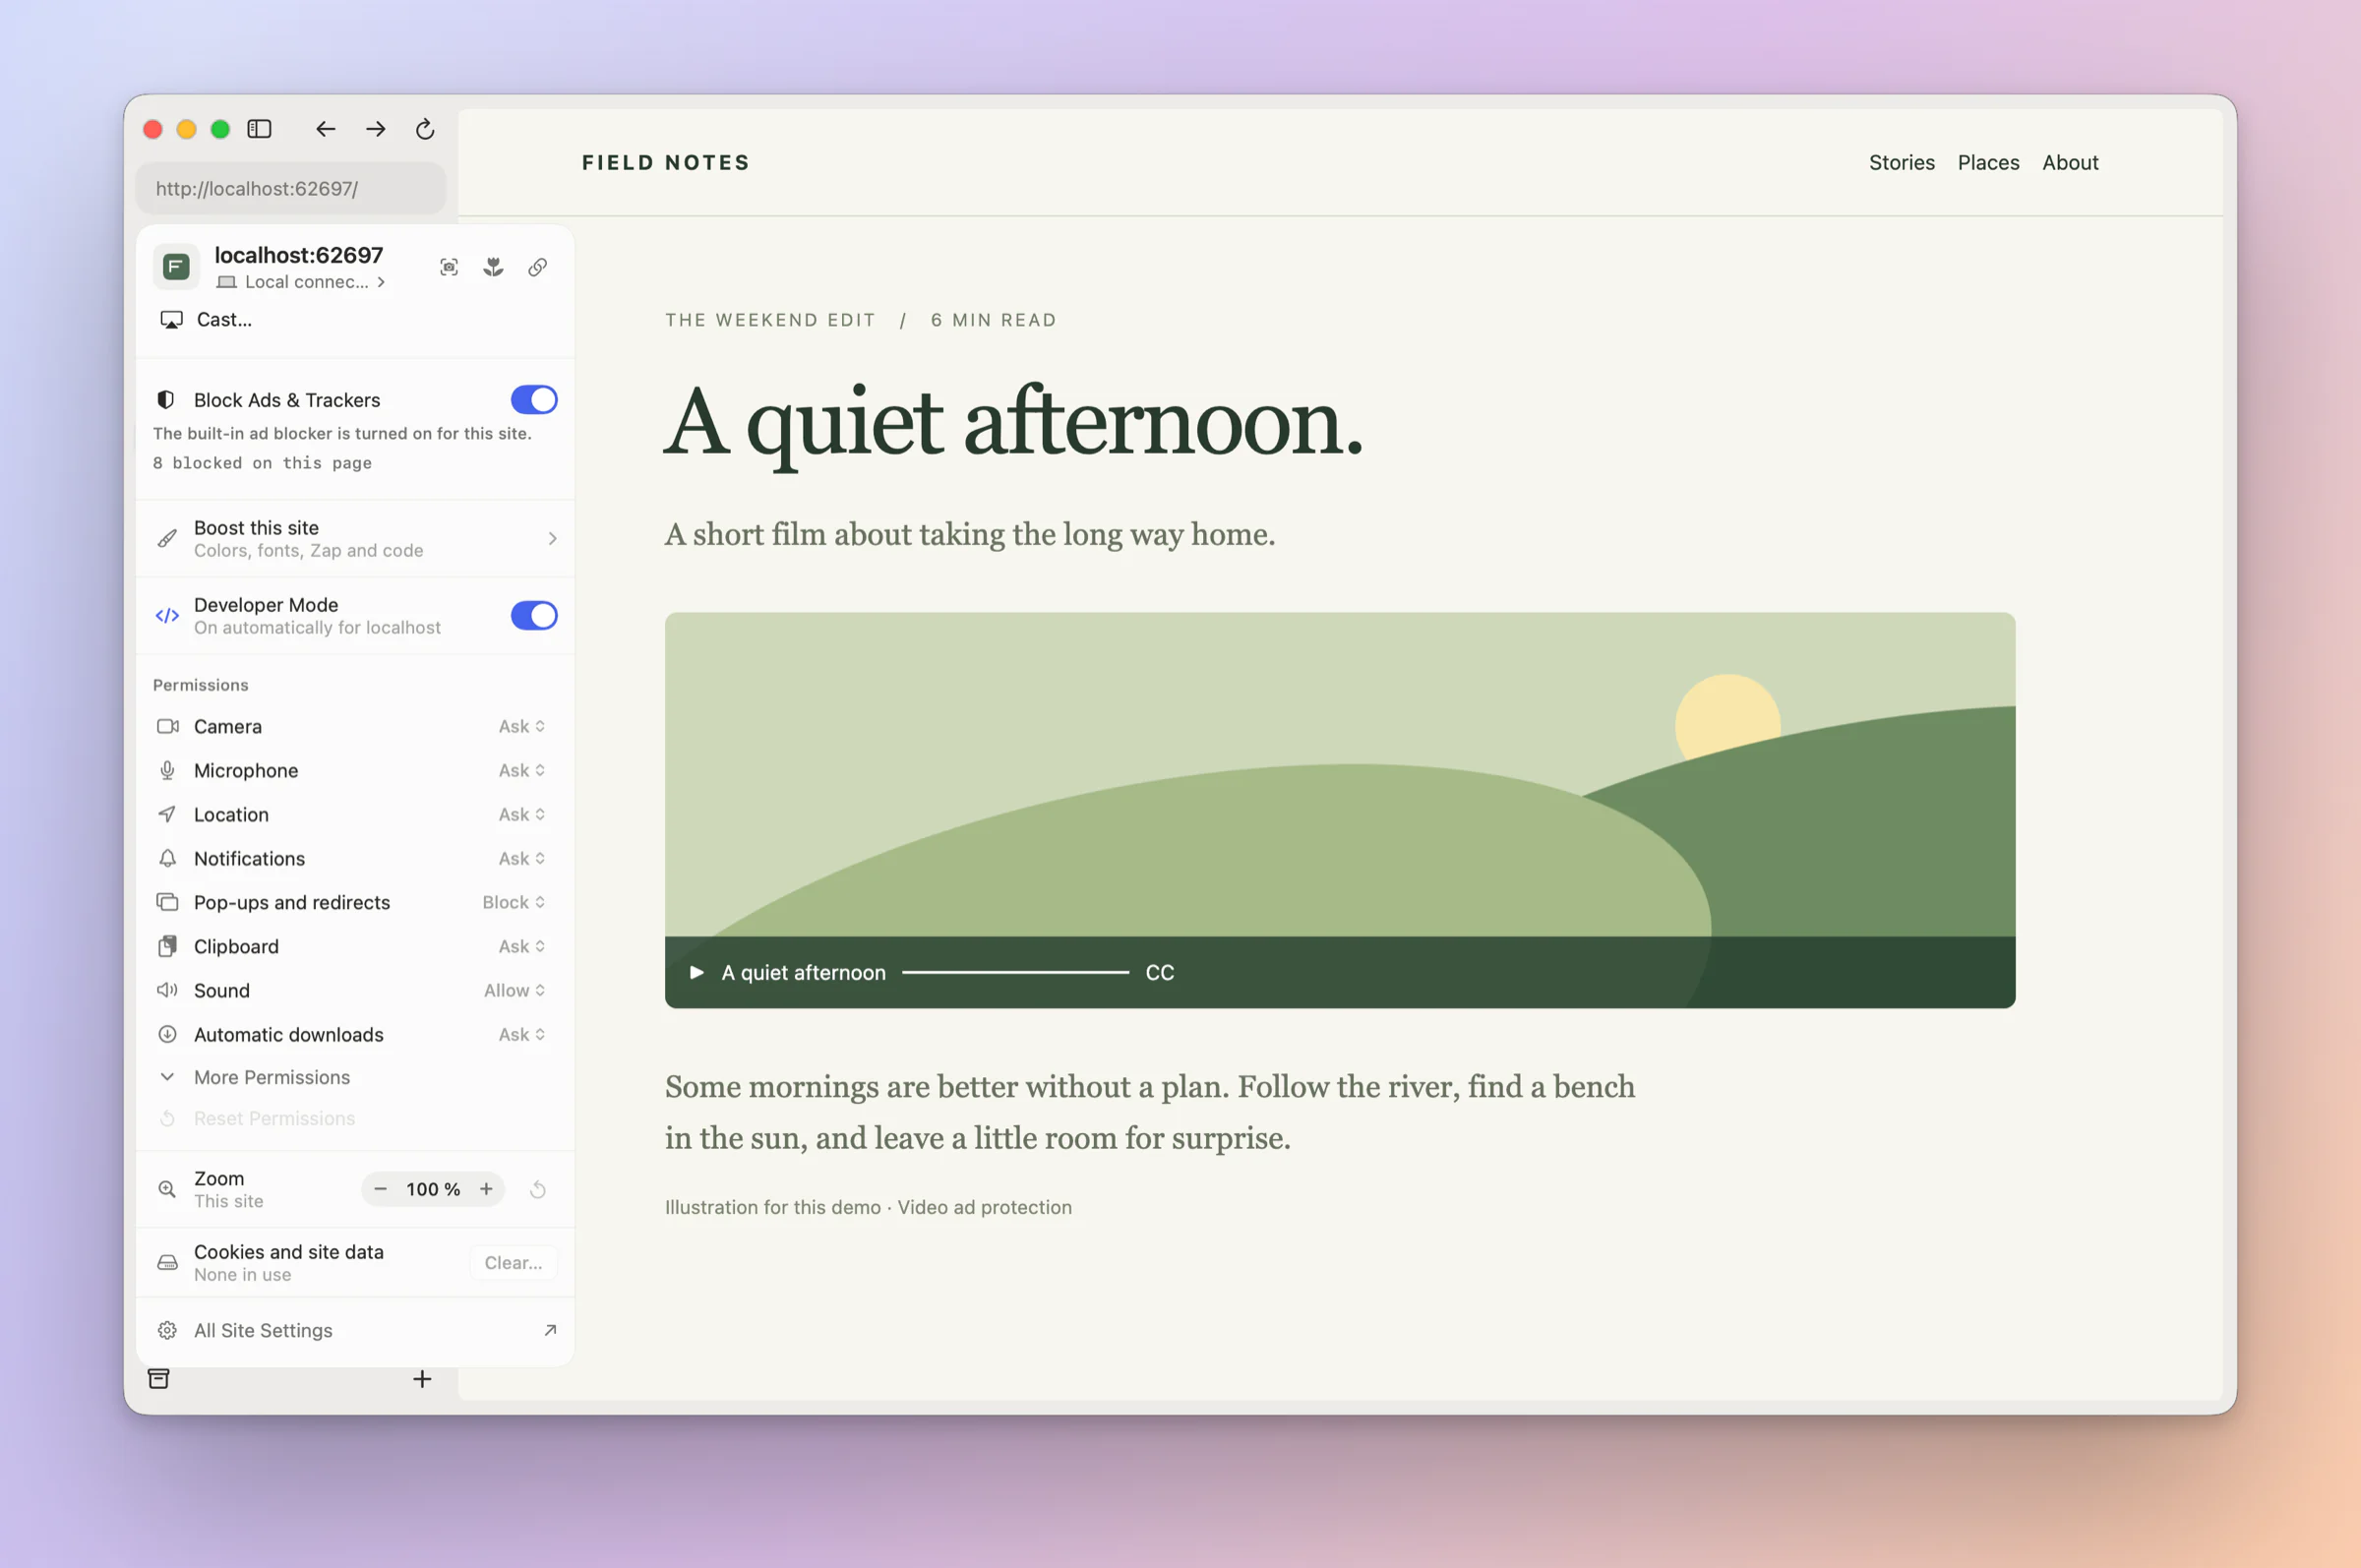 http://localhost:62697/
FIELD NOTES
Stories Places About
localhost:62697
Local connec... >
Cast...
Block Ads & Trackers
The built-in ad blocker is turned on for this site.
8 blocked on this page
Boost this site
Colors, fonts, Zap and code
Developer Mode
On automatically for localhost
Permissions
Camera Ask
Microphone Ask
Location Ask
Notifications Ask
Pop-ups and redirects Block
Clipboard Ask
Sound Allow
Automatic downloads Ask
More Permissions
Reset Permissions
Zoom
This site
− 100 % +
Cookies and site data
None in use
Clear...
All Site Settings
THE WEEKEND EDIT / 6 MIN READ
A quiet afternoon.
A short film about taking the long way home.
A quiet afternoon CC
Some mornings are better without a plan. Follow the river, find a bench
in the sun, and leave a little room for surprise.
Illustration for this demo · Video ad protection